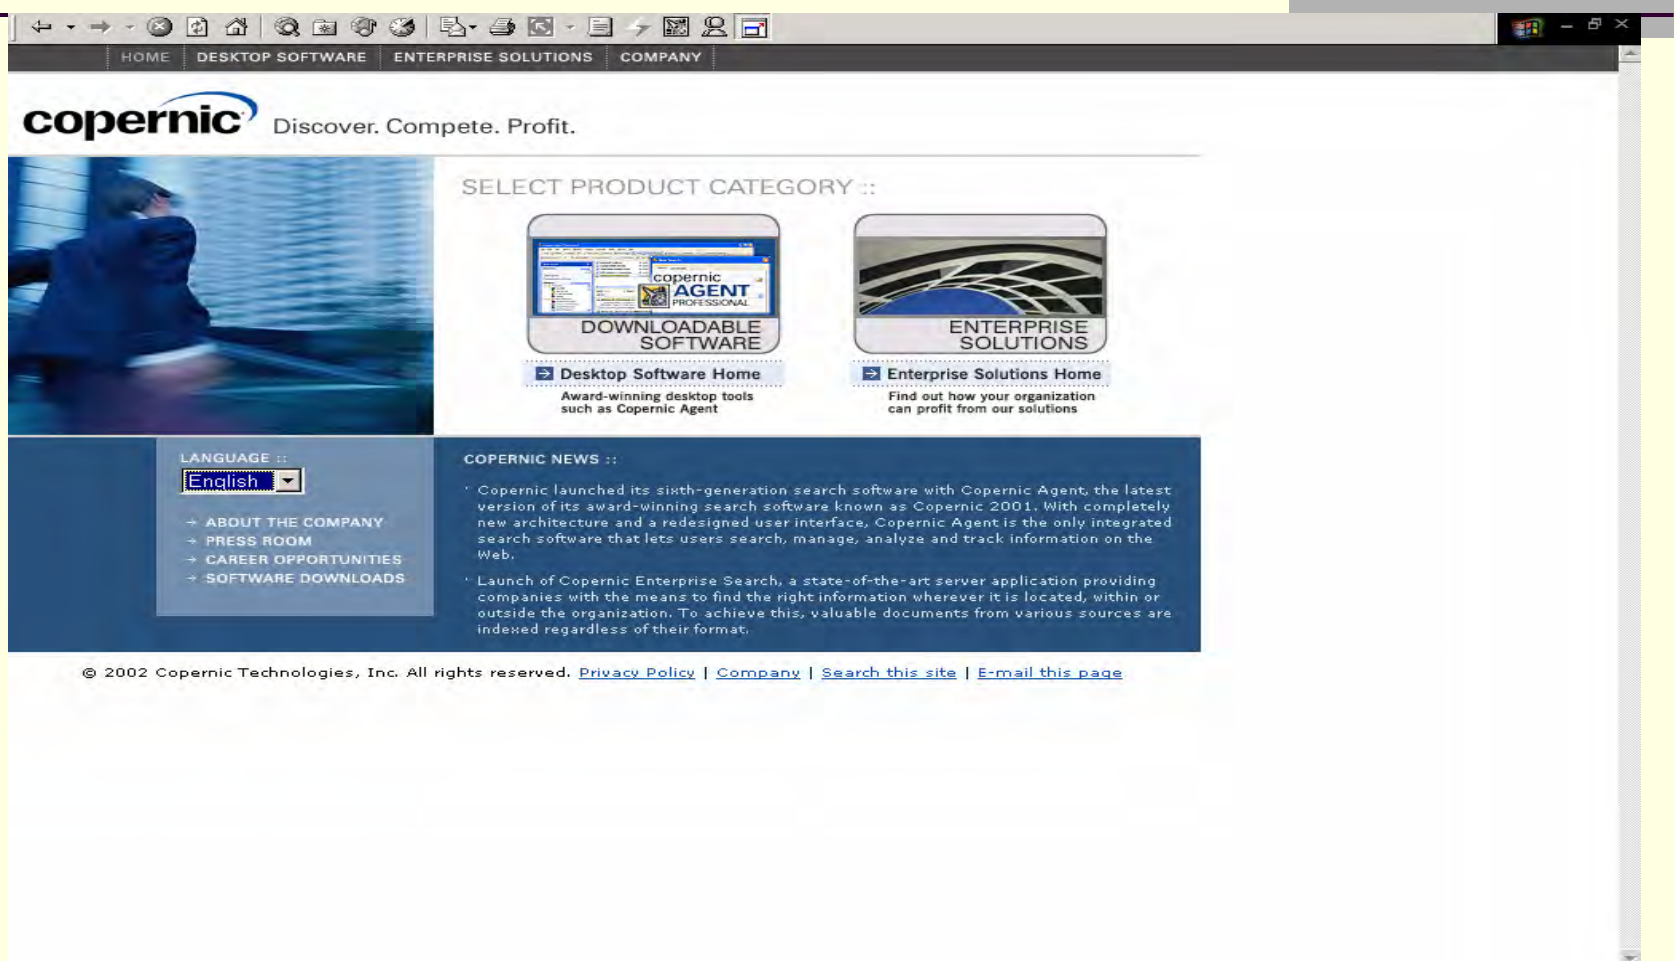 HOME DESKTOP SOFTWARE ENTERPRISE SOLUTIONS COMPANY
copernic Discover. Compete. Profit.
SELECT PRODUCT CATEGORY ::
copernic
AGENT
PROFESSIONAL
DOWNLOADABLE
SOFTWARE
Desktop Software Home
Award-winning desktop tools
such as Copernic Agent
ENTERPRISE
SOLUTIONS
Enterprise Solutions Home
Find out how your organization
can profit from our solutions
LANGUAGE ::
English
ABOUT THE COMPANY
PRESS ROOM
CAREER OPPORTUNITIES
SOFTWARE DOWNLOADS
COPERNIC NEWS ::
Copernic launched its sixth-generation search software with Copernic Agent, the latest
version of its award-winning search software known as Copernic 2001. With completely
new architecture and a redesigned user interface, Copernic Agent is the only integrated
search software that lets users search, manage, analyze and track information on the
Web.
Launch of Copernic Enterprise Search, a state-of-the-art server application providing
companies with the means to find the right information wherever it is located, within or
outside the organization. To achieve this, valuable documents from various sources are
indexed regardless of their format.
© 2002 Copernic Technologies, Inc. All rights reserved. Privacy Policy | Company | Search this site | E-mail this page